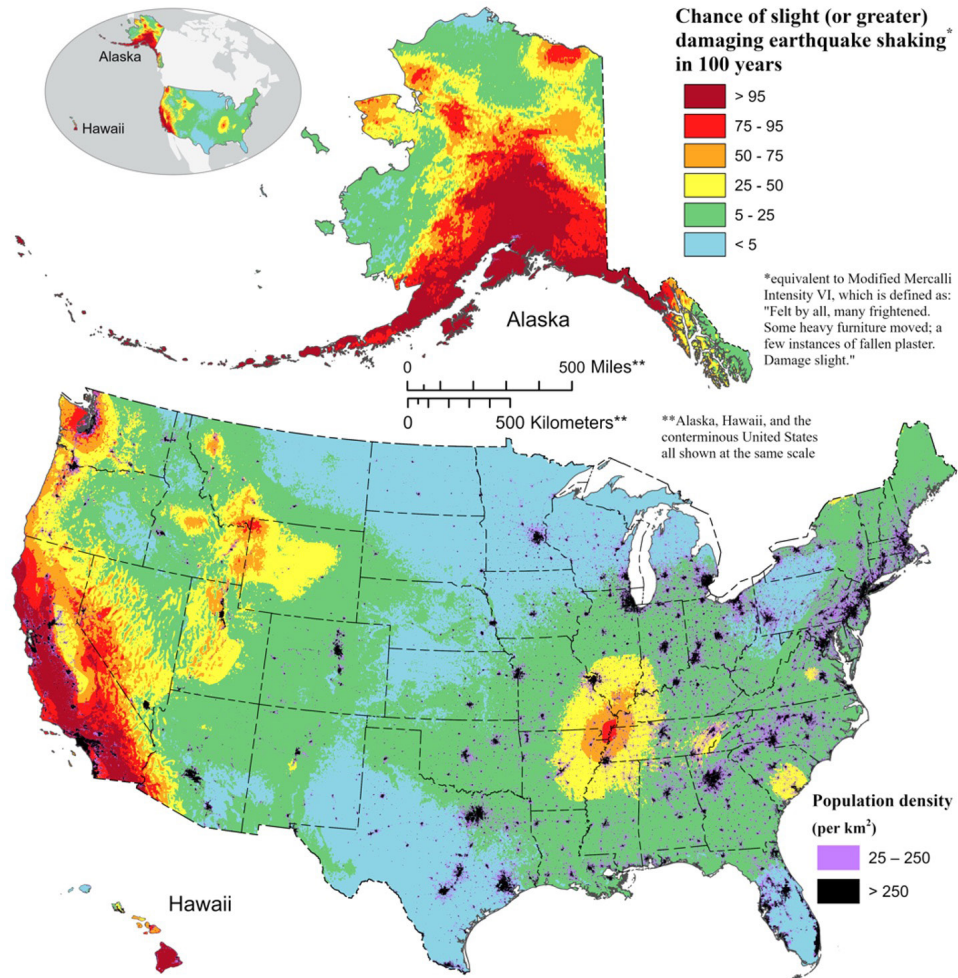 Alaska
Hawaii
Chance of slight (or greater)
damaging earthquake shaking*
in 100 years
> 95
75 - 95
50 - 75
25 - 50
5 - 25
< 5
*equivalent to Modified Mercalli
Intensity VI, which is defined as:
"Felt by all, many frightened.
Some heavy furniture moved; a
few instances of fallen plaster.
Damage slight."
Alaska
0 500 Miles**
0 500 Kilometers**
**Alaska, Hawaii, and the
conterminous United States
all shown at the same scale
Population density
(per km²)
25 – 250
> 250
Hawaii